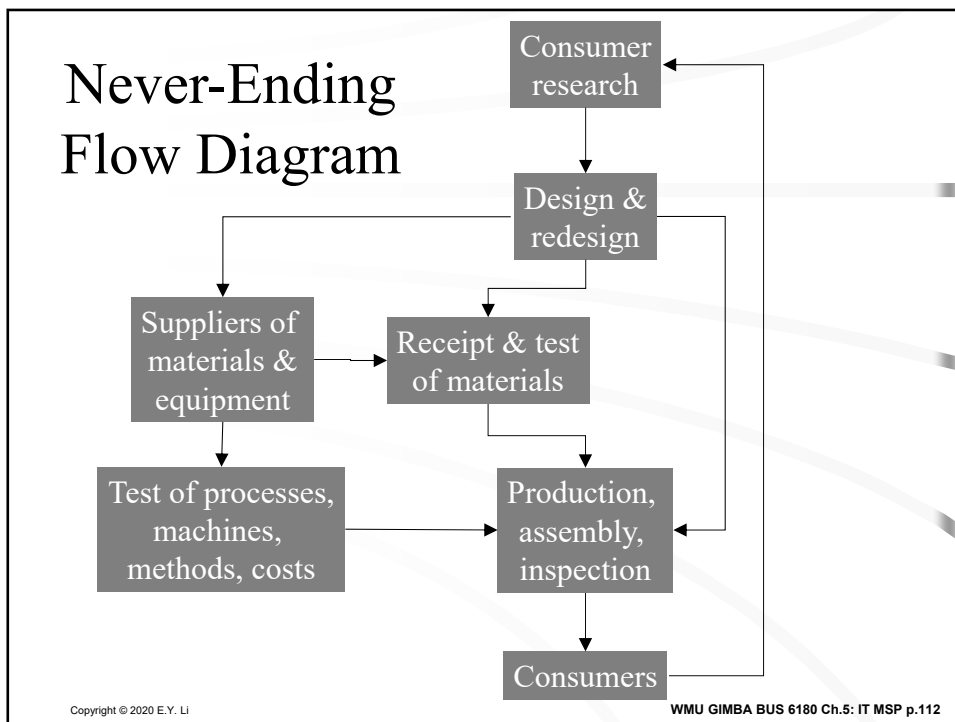 Never-Ending
Flow Diagram
Consumer
research
Design &
redesign
Suppliers of
materials &
equipment
Receipt & test
of materials
Test of processes,
machines,
methods, costs
Production,
assembly,
inspection
Consumers
Copyright © 2020 E.Y. Li
WMU GIMBA BUS 6180 Ch.5: IT MSP p.112